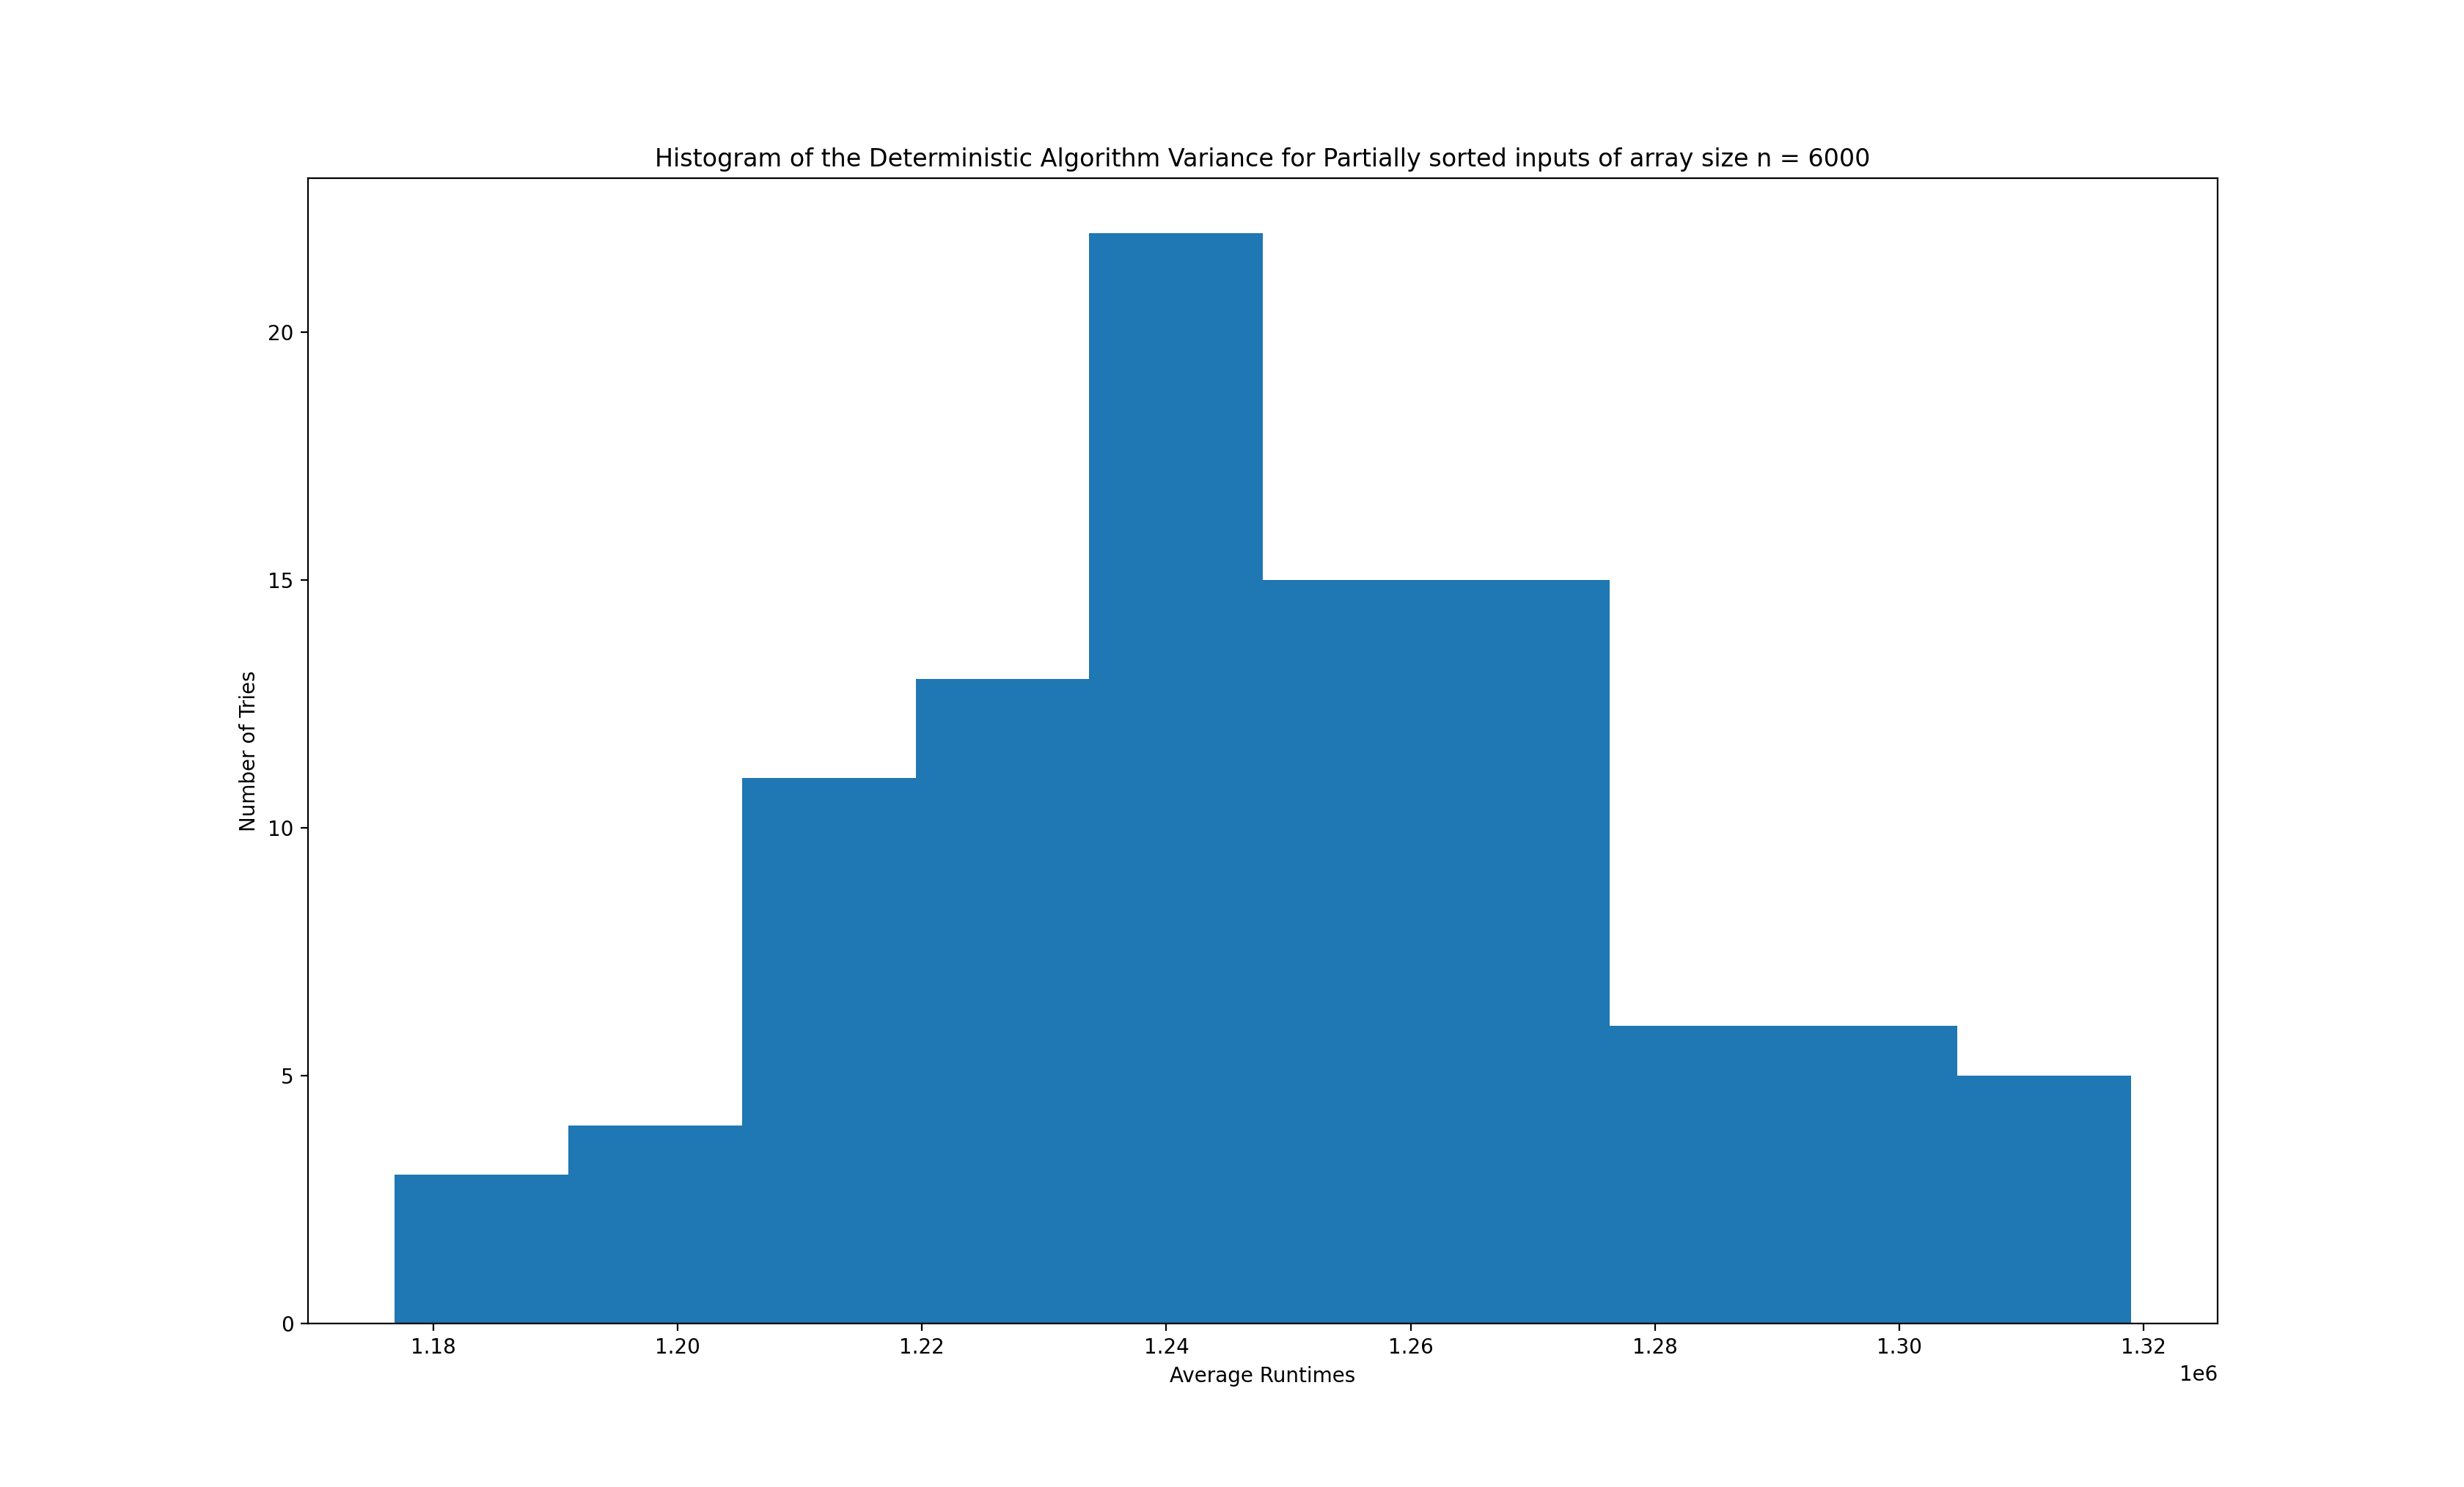 Histogram of the Deterministic Algorithm Variance for Partially sorted inputs of array size n = 6000
Number of Tries
20
15
10
5
0
1.18 1.20 1.22 1.24 1.26 1.28 1.30 1.32
1e6
Average Runtimes